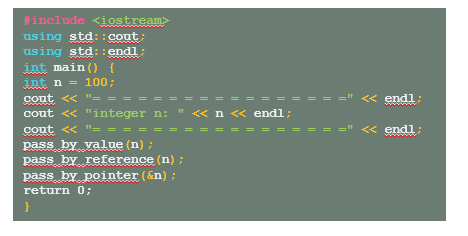 #include <iostream>
using std::cout;
using std::endl;
int main() {
int n = 100;
cout << "= = = = = = = = = = = = = = = = =" << endl;
cout << "integer n: " << n << endl;
cout << "= = = = = = = = = = = = = = = = =" << endl;
pass_by_value(n);
pass_by_reference(n);
pass_by_pointer(&n);
return 0;
}